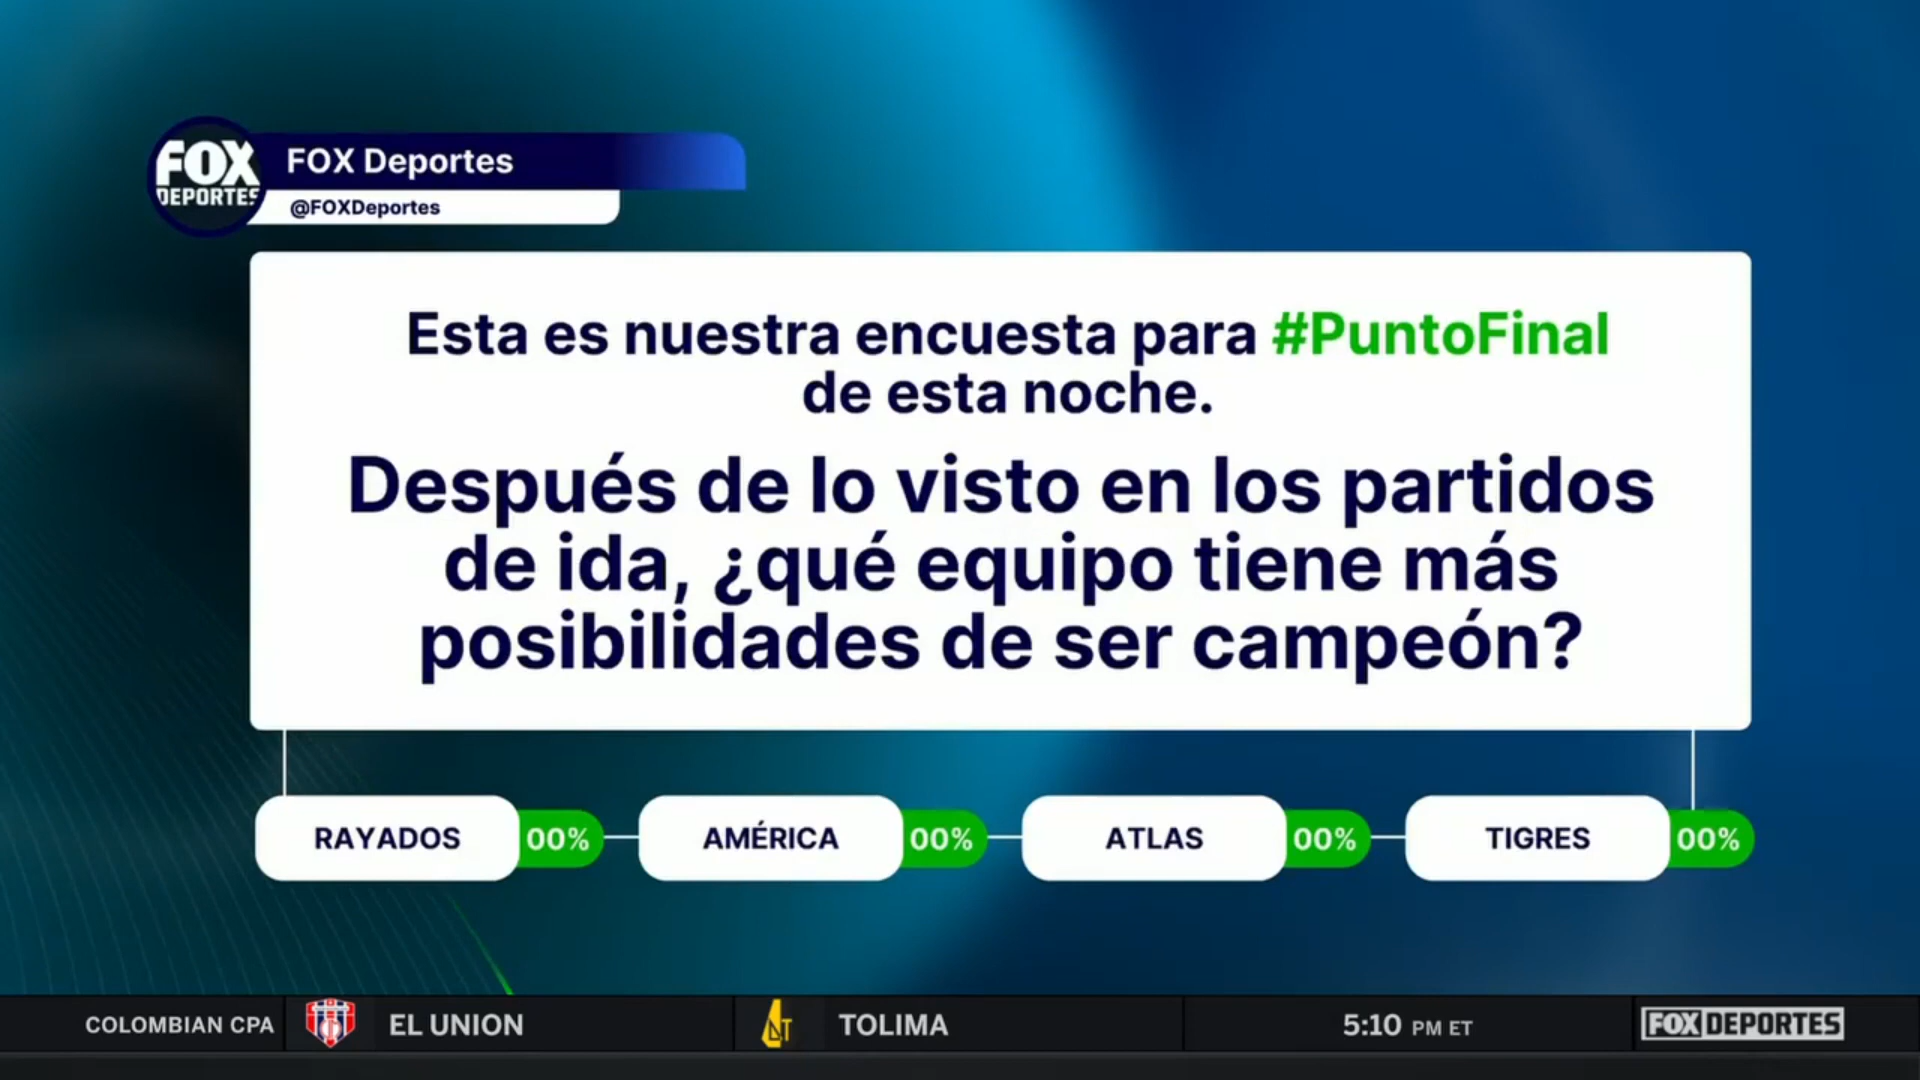 FOX
DEPORTES
FOX Deportes
@FOXDeportes
Esta es nuestra encuesta para #PuntoFinal
de esta noche.
Después de lo visto en los partidos
de ida, ¿qué equipo tiene más
posibilidades de ser campeón?
RAYADOS 00% AMÉRICA 00% ATLAS 00% TIGRES 00%
COLOMBIAN CPA EL UNION TOLIMA 5:10 PM ET FOX DEPORTES